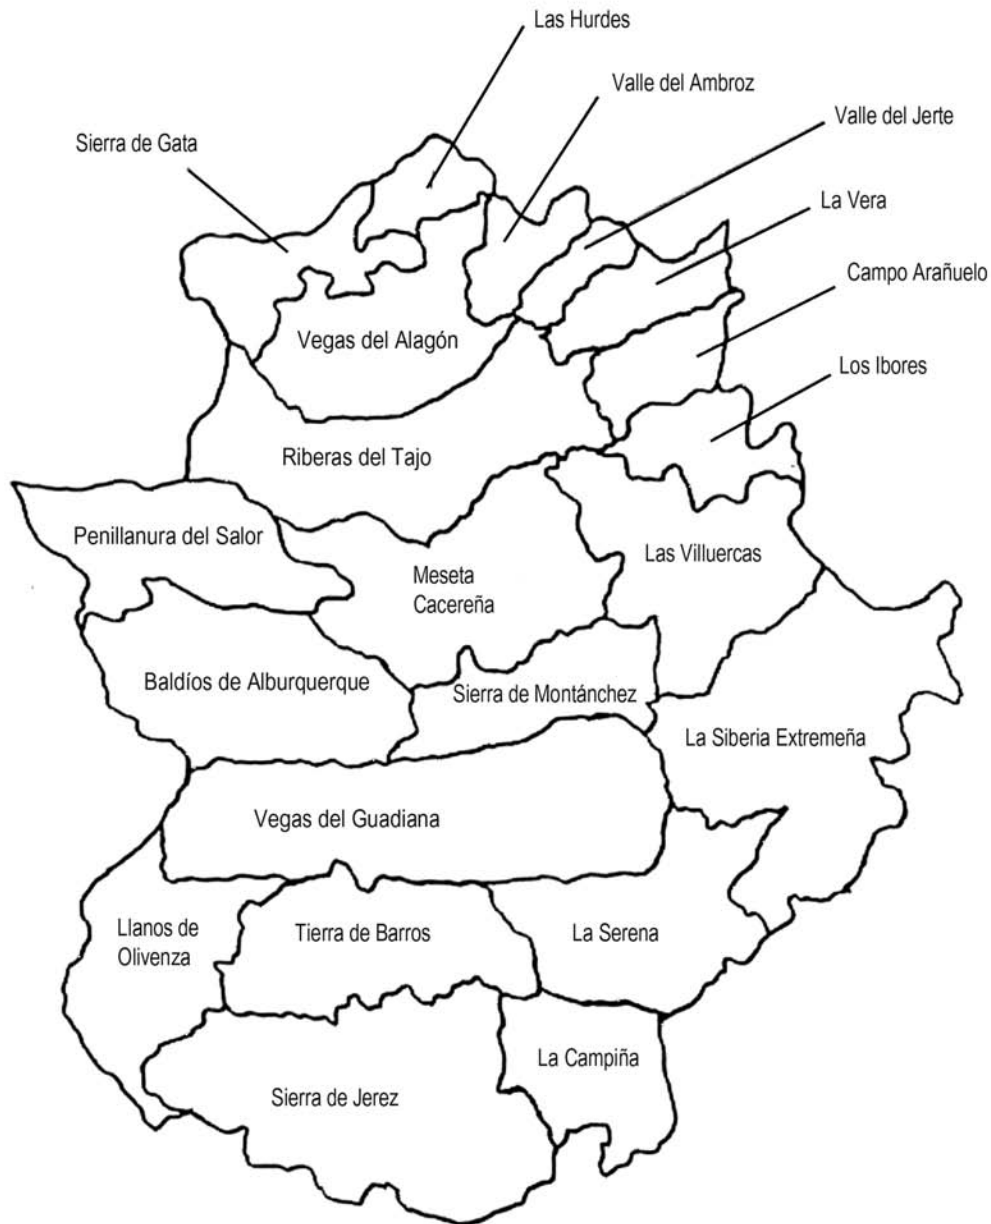 Las Hurdes
Valle del Ambroz
Valle del Jerte
Sierra de Gata
La Vera
Campo Arañuelo
Vegas del Alagón
Los Ibores
Riberas del Tajo
Penillanura del Salor
Las Villuercas
Meseta
Cacereña
Baldíos de Alburquerque
Sierra de Montánchez
La Siberia Extremeña
Vegas del Guadiana
Llanos de
Olivenza
Tierra de Barros
La Serena
La Campiña
Sierra de Jerez